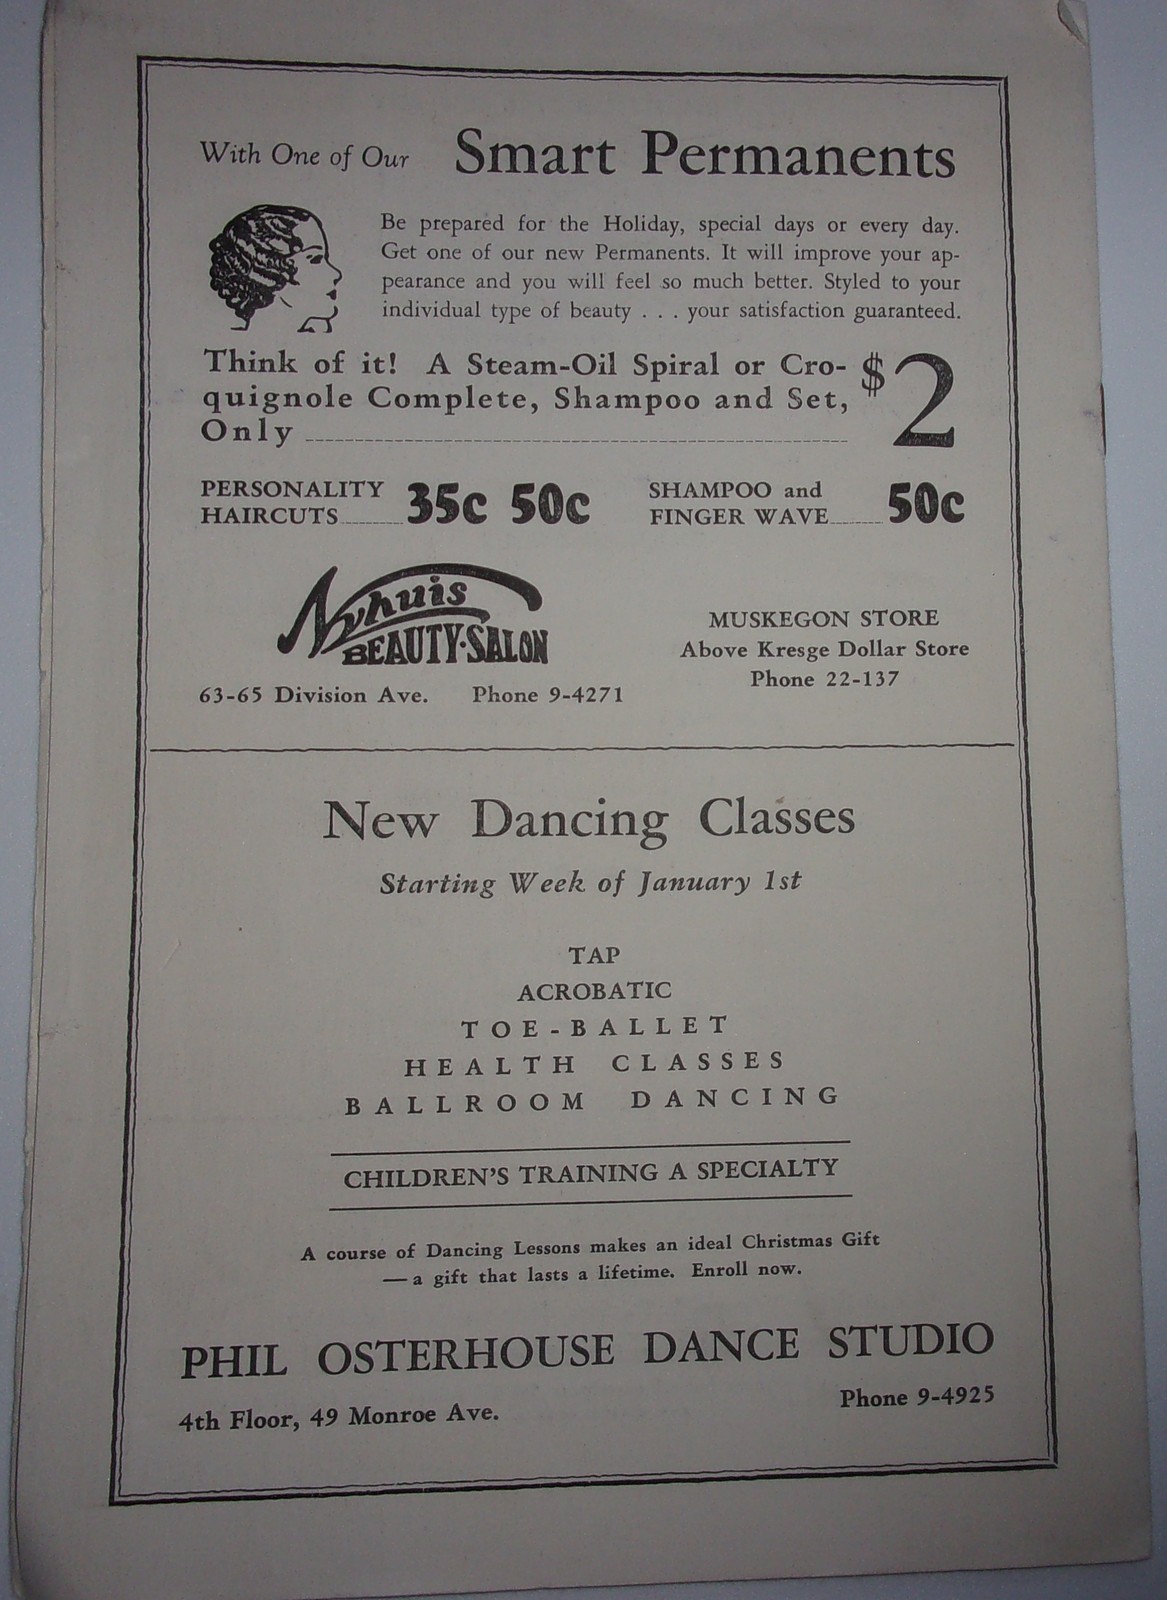 With One of Our Smart Permanents
Be prepared for the Holiday, special days or every day.
Get one of our new Permanents. It will improve your ap-
pearance and you will feel so much better. Styled to your
individual type of beauty . . . your satisfaction guaranteed.
Think of it! A Steam-Oil Spiral or Cro-
quignole Complete, Shampoo and Set,
Only $2
PERSONALITY
HAIRCUTS 35c 50c
SHAMPOO and
FINGER WAVE 50c
Nyhuis
BEAUTY·SALON
63-65 Division Ave. Phone 9-4271
MUSKEGON STORE
Above Kresge Dollar Store
Phone 22-137
New Dancing Classes
Starting Week of January 1st
TAP
ACROBATIC
TOE-BALLET
HEALTH CLASSES
BALLROOM DANCING
CHILDREN'S TRAINING A SPECIALTY
A course of Dancing Lessons makes an ideal Christmas Gift
—a gift that lasts a lifetime. Enroll now.
PHIL OSTERHOUSE DANCE STUDIO
4th Floor, 49 Monroe Ave.
Phone 9-4925